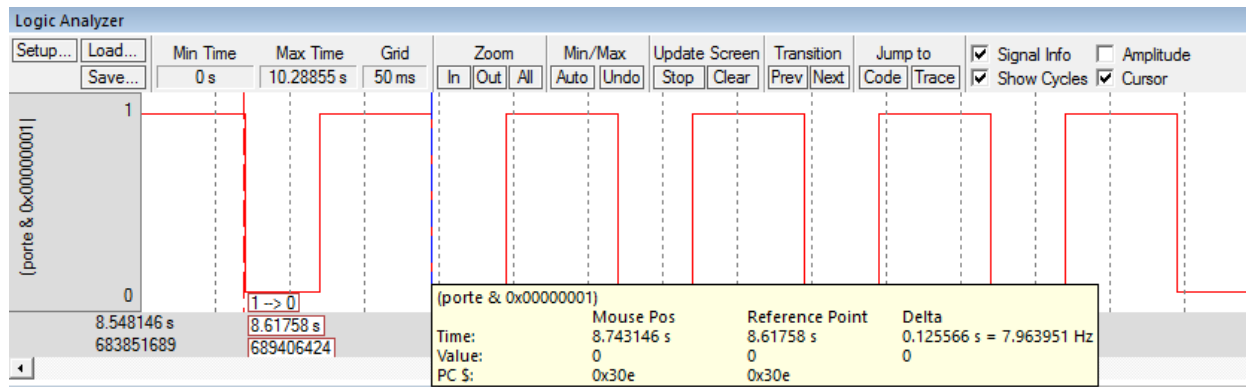 Logic Analyzer
Setup... Load... Min Time Max Time Grid Zoom Min/Max Update Screen Transition Jump to Signal Info Amplitude
Save... 0 s 10.28855 s 50 ms In Out All Auto Undo Stop Clear Prev Next Code Trace Show Cycles Cursor
1
(porte & 0x00000001)
0
1 --> 0
8.548146 s 8.61758 s
683851689 689406424
(porte & 0x00000001)
Mouse Pos Reference Point Delta
Time: 8.743146 s 8.61758 s 0.125566 s = 7.963951 Hz
Value: 0 0 0
PC $: 0x30e 0x30e